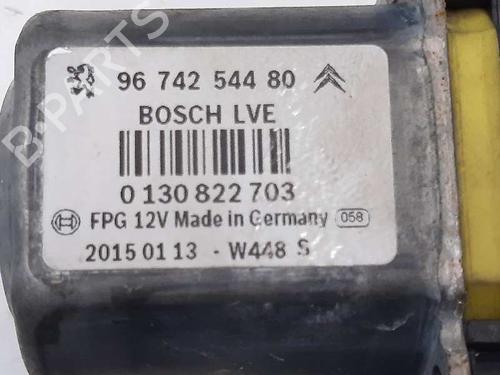 96 742 544 80
BOSCH LVE
0 130 822 703
FPG 12V Made in Germany 058
2015 01 13 - W448 S
B-PARTS